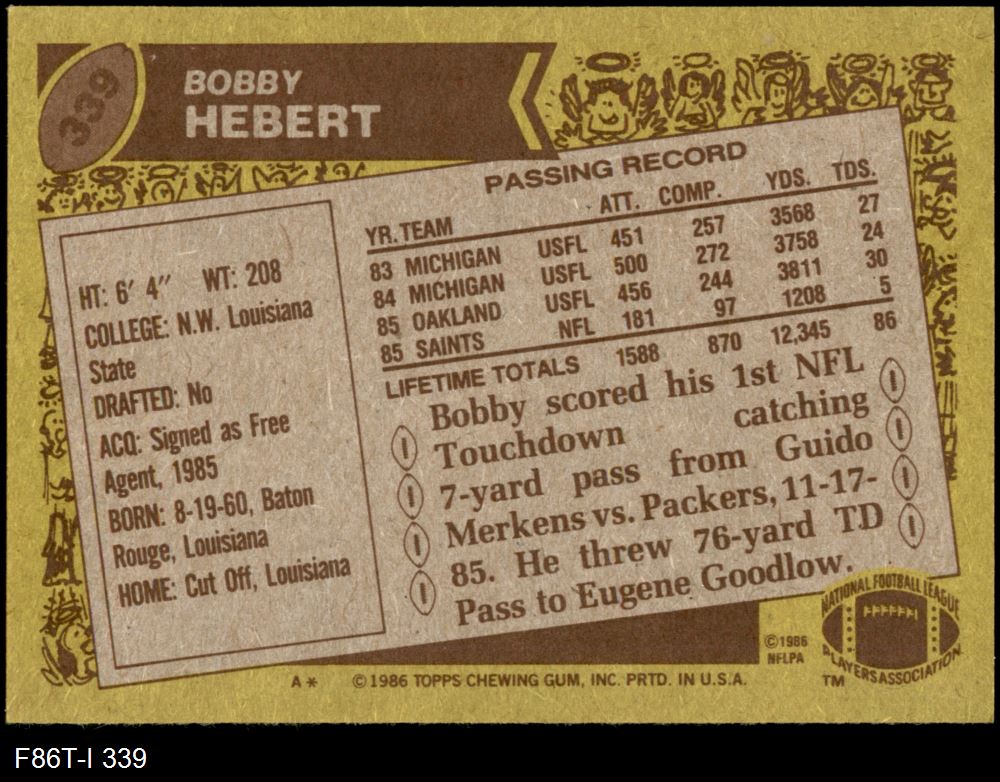 339
BOBBY
HEBERT
PASSING RECORD
YR. TEAM ATT. COMP. YDS. TDS.
83 MICHIGAN USFL 451 257 3568 27
84 MICHIGAN USFL 500 272 3758 24
85 OAKLAND USFL 456 244 3811 30
85 SAINTS NFL 181 97 1208 5
LIFETIME TOTALS 1588 870 12,345 86
HT: 6′ 4″ WT: 208
COLLEGE: N.W. Louisiana
State
DRAFTED: No
ACQ: Signed as Free
Agent, 1985
BORN: 8-19-60, Baton
Rouge, Louisiana
HOME: Cut Off, Louisiana
Bobby scored his 1st NFL
Touchdown catching
7-yard pass from Guido
Merkens vs. Packers, 11-17-
85. He threw 76-yard TD
Pass to Eugene Goodlow.
©1986
NFLPA
NATIONAL FOOTBALL LEAGUE
PLAYERS ASSOCIATION
TM
A * ©1986 TOPPS CHEWING GUM, INC. PRTD. IN U.S.A.
F86T-I 339